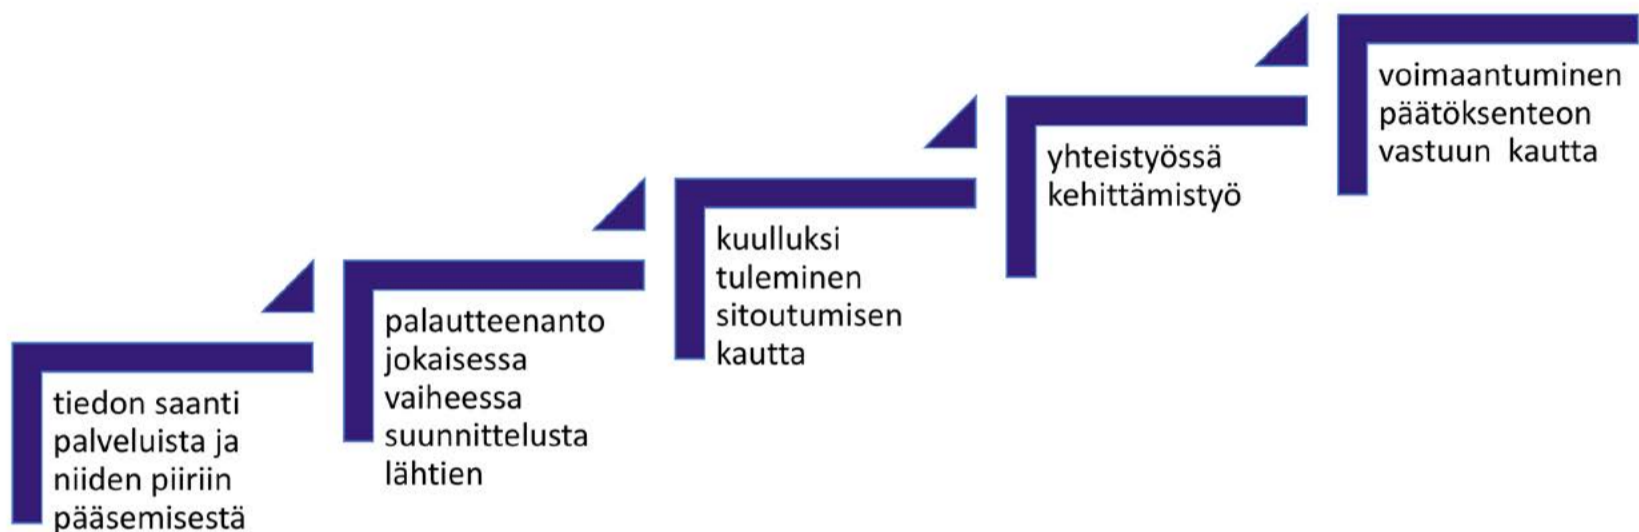 tiedon saanti
palveluista ja
niiden piiriin
pääsemisestä
palautteenanto
jokaisessa
vaiheessa
suunnittelusta
lähtien
kuulluksi
tuleminen
sitoutumisen
kautta
yhteistyössä
kehittämistyö
voimaantuminen
päätöksenteon
vastuun kautta